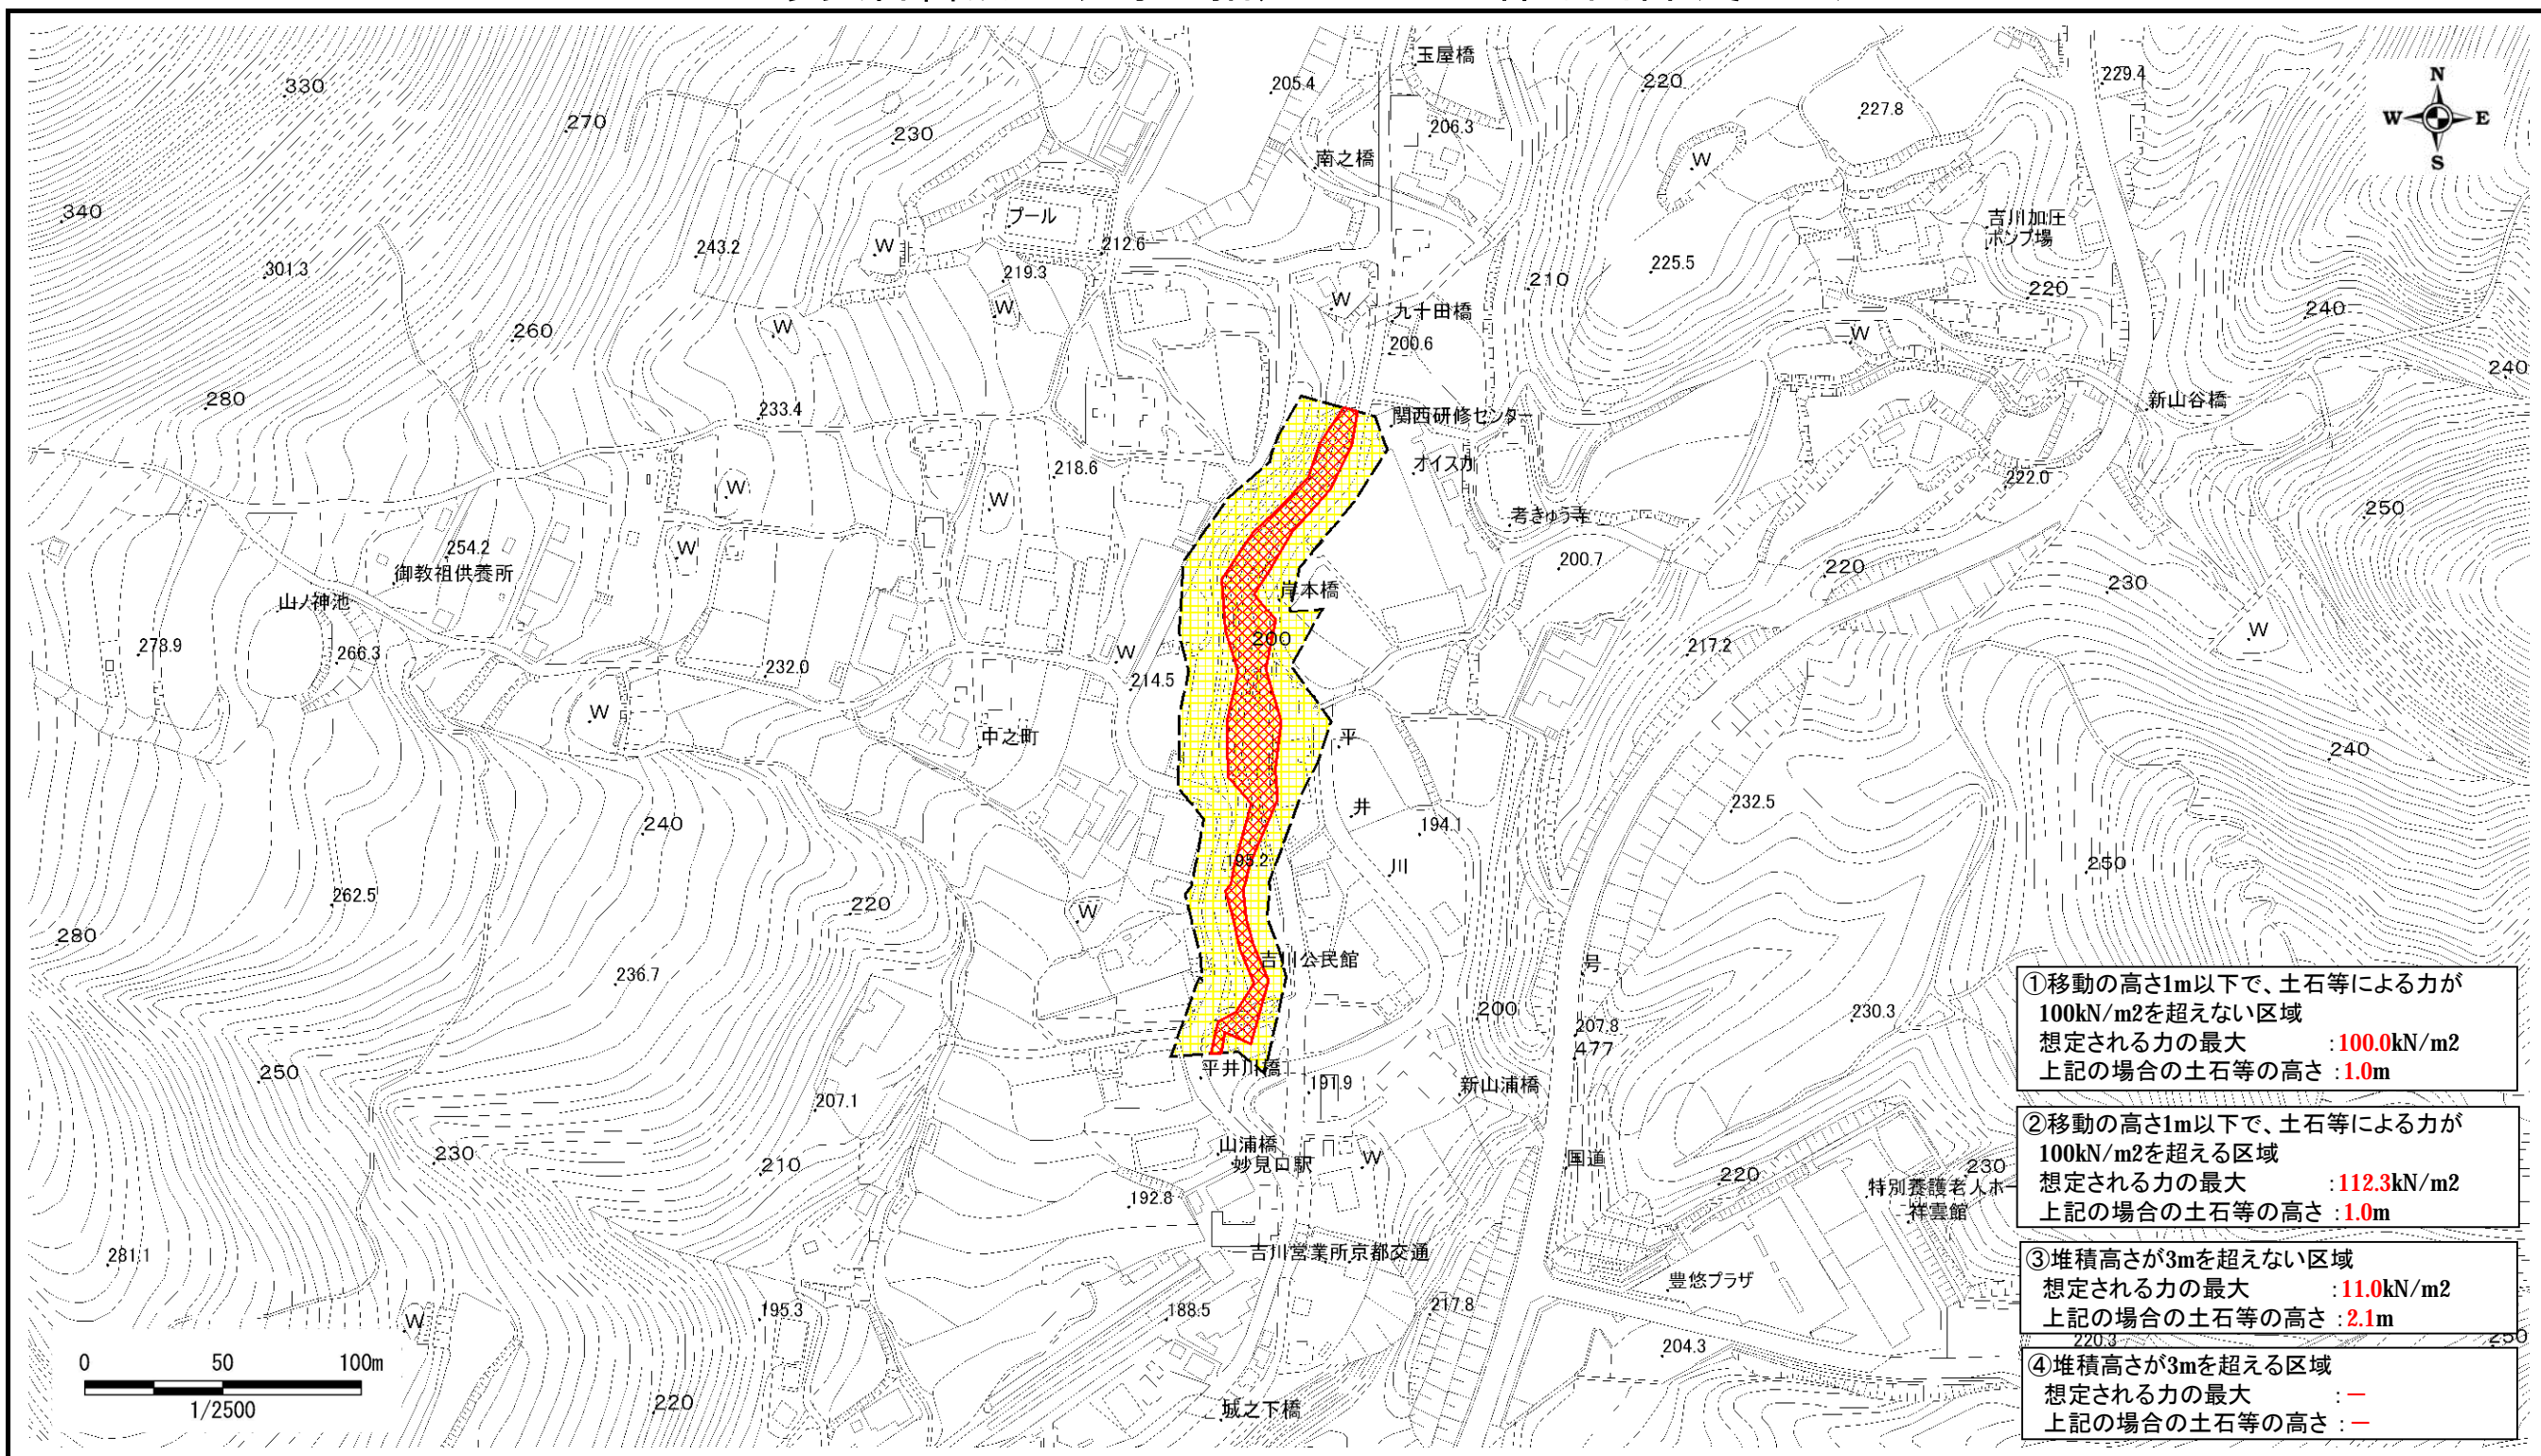 玉屋橋
330
205.4
220
229.4
N
270
230
206.3
227.8
W
E
南之橋
W
S
340
プール
吉川加圧
ポンプ場
243.2
W
212.6
301.3
219.3
225.5
210
W
W
220
260
W
九十田橋
240
200.6
W
240
280
233.4
関西研修センター
新山谷橋
218.6
オイスカ
222.0
W
W
250
老きゅう寺
254.2
W
200.7
220
御教祖供養所
230
山ノ神池
岸本橋
278.9
266.3
200
217.2
W
232.0
W
214.5
W
中之町
平
240
232.5
井
240
194.1
195.2
川
250
262.5
220
W
280
吉川公民館
号
236.7
200
207.8
477
230.3
250
平井川橋
新山浦橋
207.1
191.9
230
210
山浦橋
妙見口駅
W
国道
220
230
特別養護老人ホー
祥雲館
192.8
281.1
吉川営業所京都交通
豊悠プラザ
195.3
188.5
217.8
W
204.3
220.3
250
220
城之下橋
0 50 100m
1/2500
①移動の高さ1m以下で、土石等による力が
100kN/m2を超えない区域
想定される力の最大 :100.0kN/m2
上記の場合の土石等の高さ :1.0m
②移動の高さ1m以下で、土石等による力が
100kN/m2を超える区域
想定される力の最大 :112.3kN/m2
上記の場合の土石等の高さ :1.0m
③堆積高さが3mを超えない区域
想定される力の最大 :11.0kN/m2
上記の場合の土石等の高さ :2.1m
④堆積高さが3mを超える区域
想定される力の最大 :－
上記の場合の土石等の高さ :－